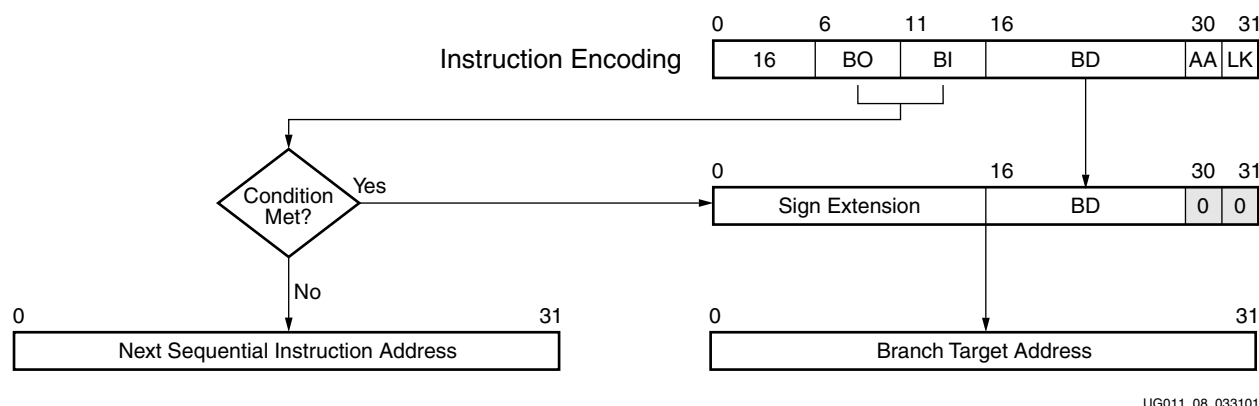 0 6 11 16 30 31
Instruction Encoding 16 BO BI BD AA LK
0 16 30 31
Condition
Met?
Yes
Sign Extension BD 0 0
No
0 31 0 31
Next Sequential Instruction Address Branch Target Address
UG011_08_033101